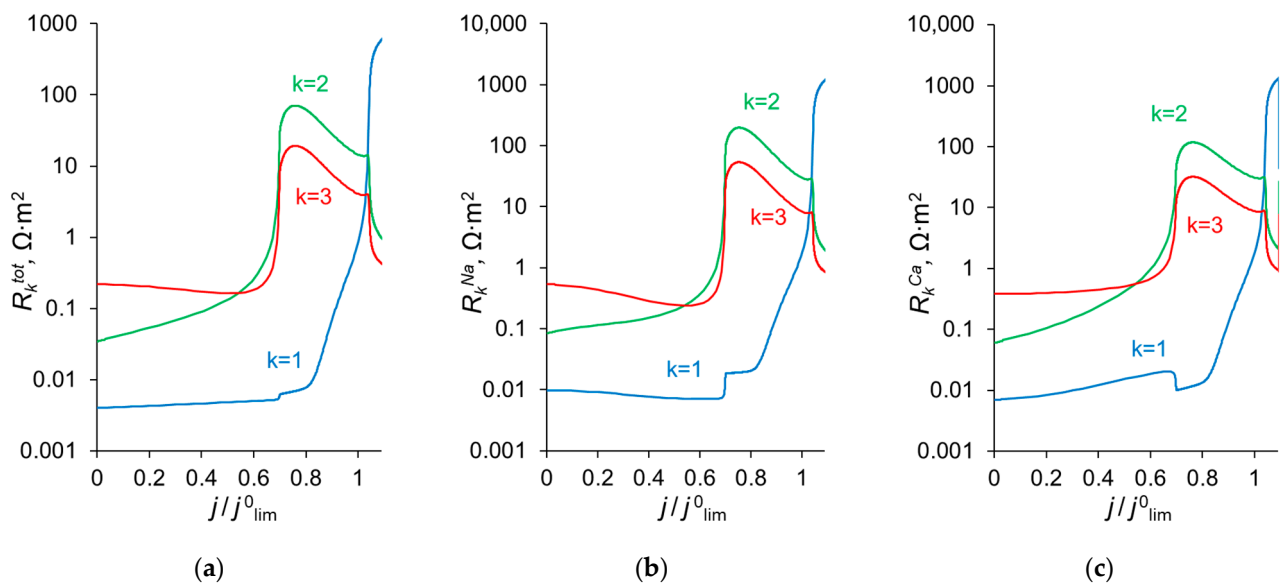 R_k^tot, Ω·m²
1000
100
10
1
0.1
0.01
0.001
k=2
k=3
k=1
0 0.2 0.4 0.6 0.8 1
j / j⁰lim
(a)
R_k^Na, Ω·m²
10,000
1000
100
10
1
0.1
0.01
0.001
k=2
k=3
k=1
0 0.2 0.4 0.6 0.8 1
j / j⁰lim
(b)
R_k^Ca, Ω·m²
10,000
1000
100
10
1
0.1
0.01
0.001
k=2
k=3
k=1
0 0.2 0.4 0.6 0.8 1
j / j⁰lim
(c)